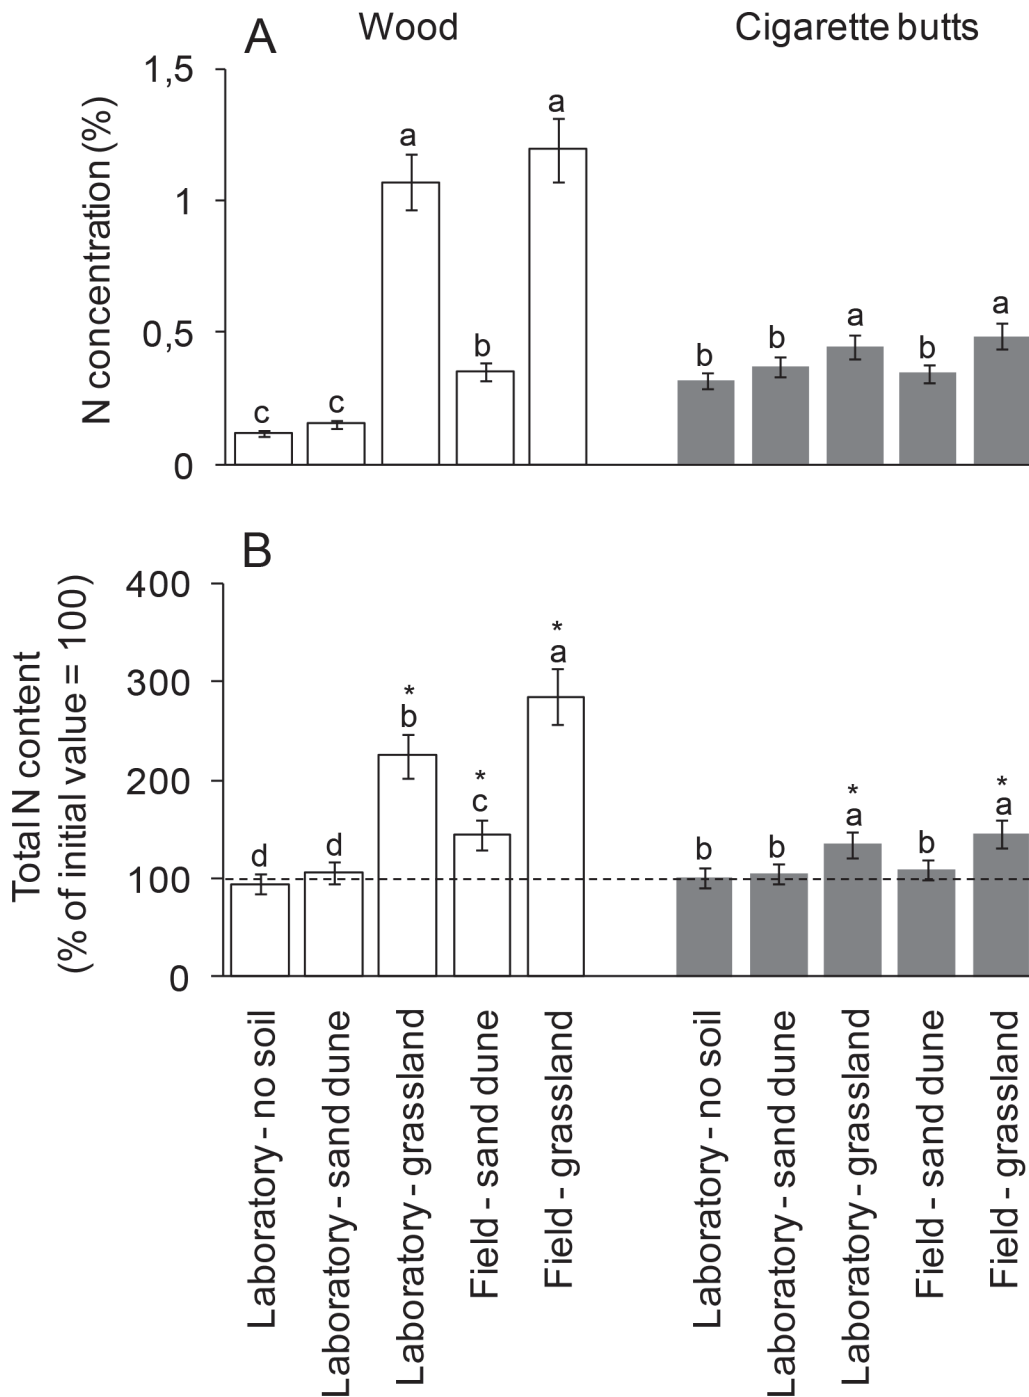 A
Wood
Cigarette butts
N concentration (%)
1,5
1
0,5
0
c
c
a
b
a
b
b
a
b
a
B
Total N content
(% of initial value = 100)
400
300
200
100
0
d
d
*
b
*
c
*
a
b
b
*
a
b
*
a
Laboratory - no soil
Laboratory - sand dune
Laboratory - grassland
Field - sand dune
Field - grassland
Laboratory - no soil
Laboratory - sand dune
Laboratory - grassland
Field - sand dune
Field - grassland